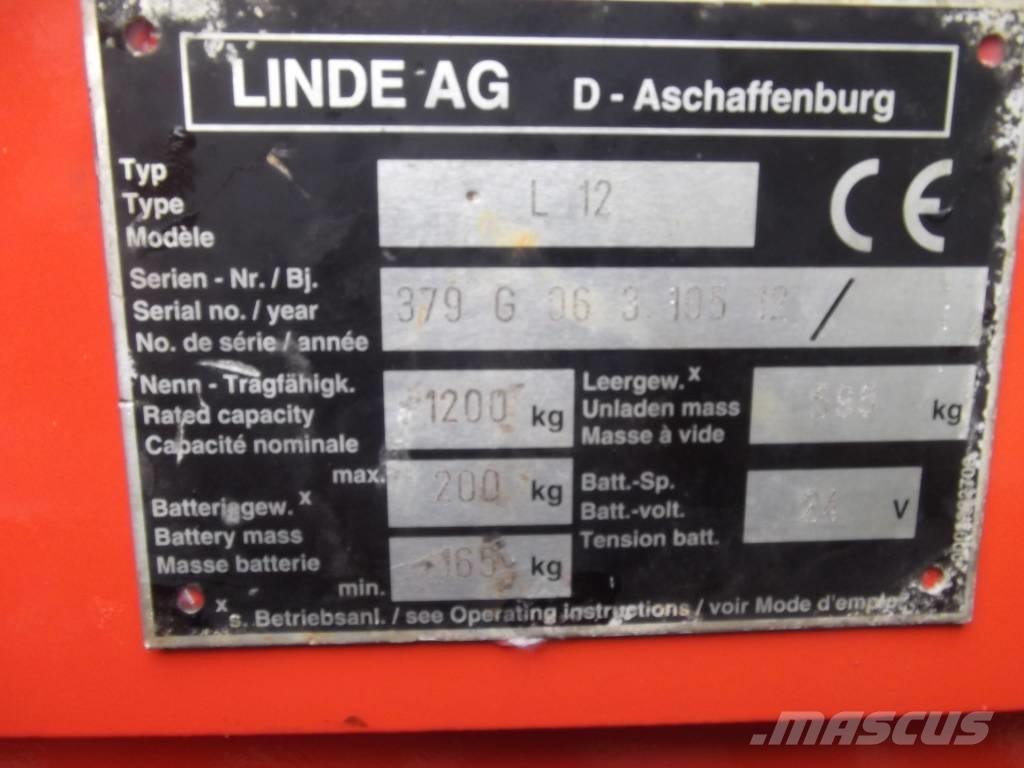 LINDE AG D - Aschaffenburg
Typ
Type
Modèle
L 12
CE
Serien - Nr. / Bj.
Serial no. / year
No. de série / année
379 G 06 3 105 12 /
Nenn - Tragfähigk.
Rated capacity
Capacité nominale
1200 kg
Leergew. x
Unladen mass
Masse à vide
kg
max. 200 kg
Batteriegew. x
Battery mass
Masse batterie
min. 165 kg
Batt.-Sp.
Batt.-volt.
Tension batt.
24 V
x s. Betriebsanl. / see Operating instructions / voir Mode d'emploi
MASCUS